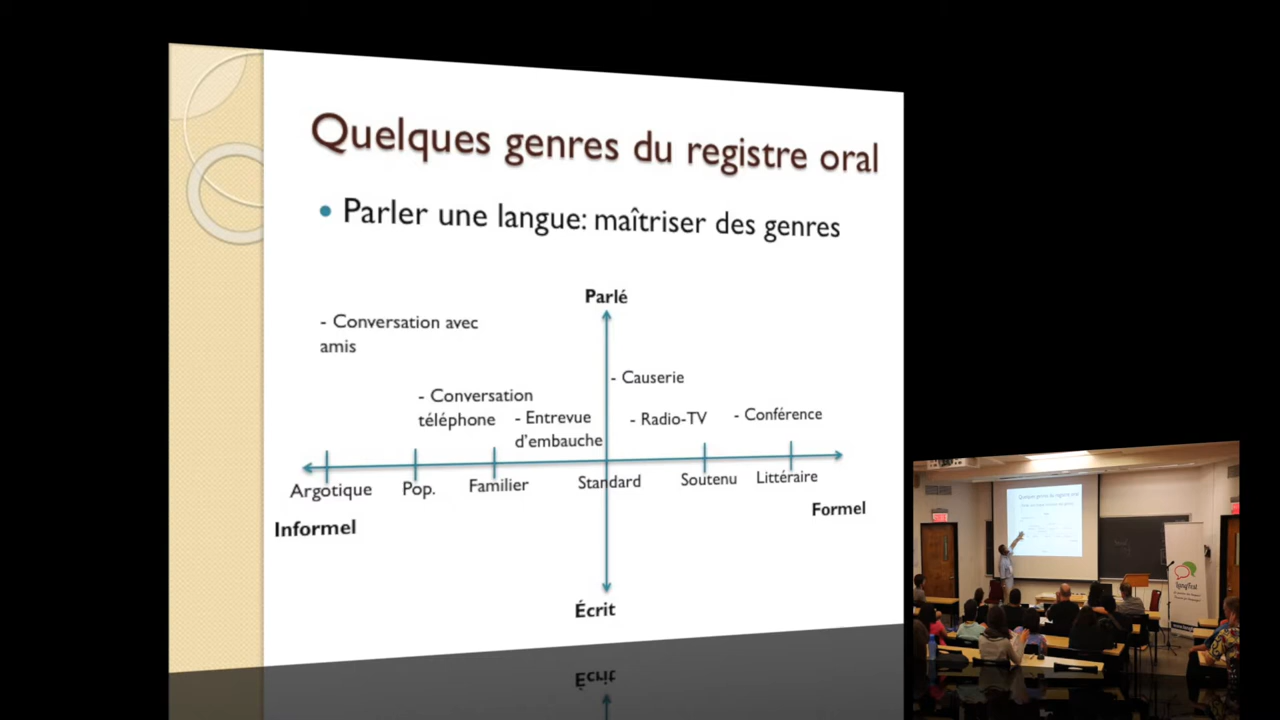 Quelques genres du registre oral
• Parler une langue: maîtriser des genres
Parlé
- Conversation avec
amis
- Causerie
- Conversation
téléphone
- Entrevue
d'embauche
- Radio-TV
- Conférence
Argotique
Pop.
Familier
Standard
Soutenu
Littéraire
Informel
Formel
Écrit
LingTest